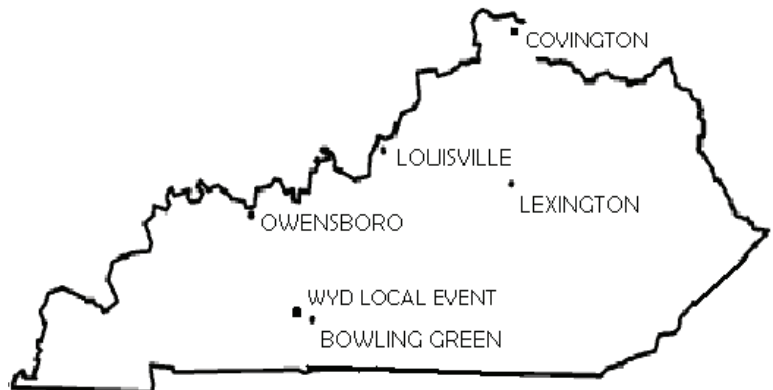 COVINGTON
LOUISVILLE
LEXINGTON
OWENSBORO
WYD LOCAL EVENT
BOWLING GREEN